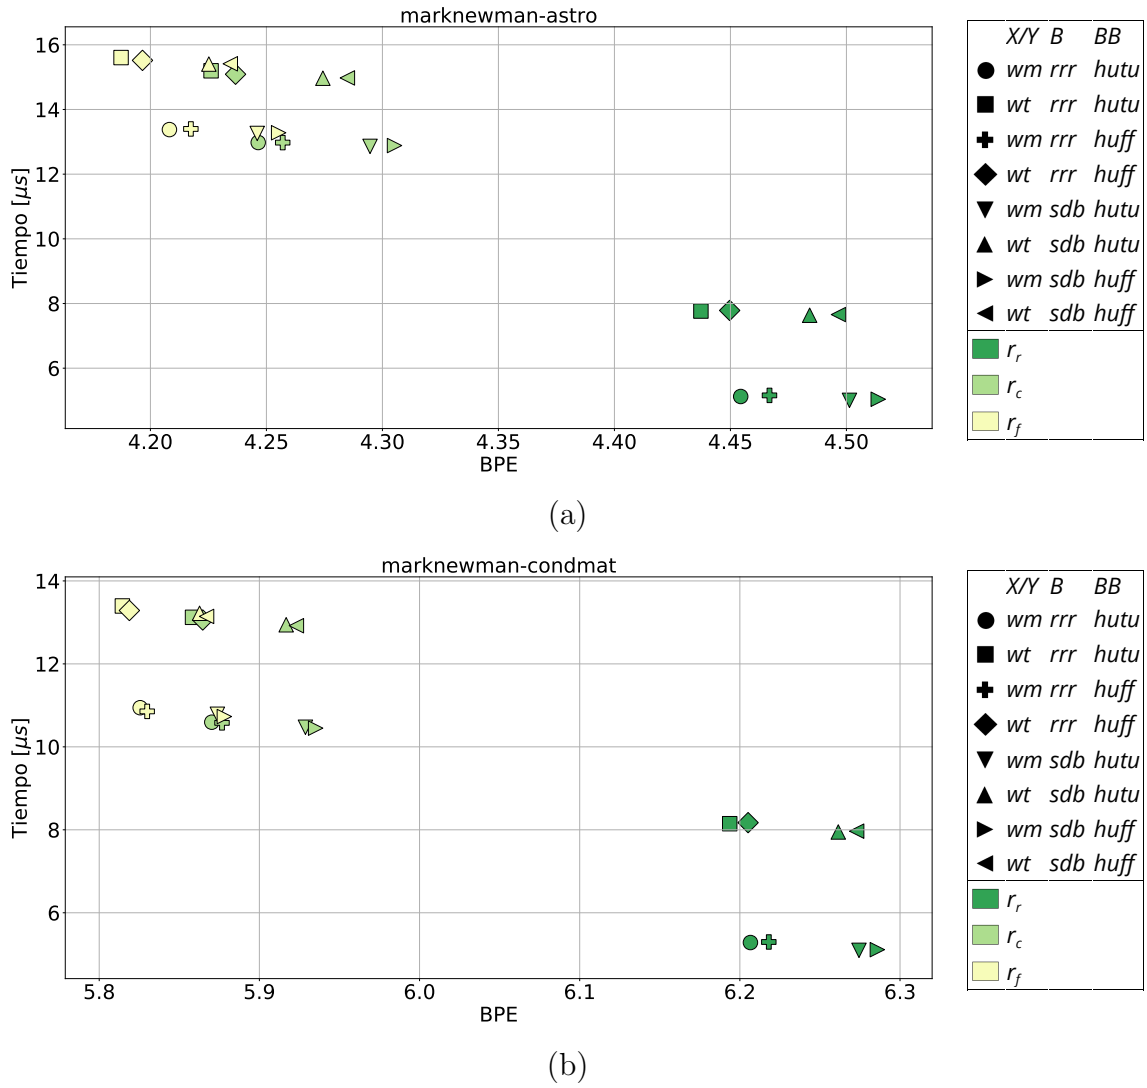 marknewman-astro
16
14
12
10
8
6
Tiempo [μs]
4.20 4.25 4.30 4.35 4.40 4.45 4.50
BPE
X/Y B BB
wm rrr hutu
wt rrr hutu
wm rrr huff
wt rrr huff
wm sdb hutu
wt sdb hutu
wm sdb huff
wt sdb huff
r_r
r_c
r_f
(a)
marknewman-condmat
14
12
10
8
6
Tiempo [μs]
5.8 5.9 6.0 6.1 6.2 6.3
BPE
X/Y B BB
wm rrr hutu
wt rrr hutu
wm rrr huff
wt rrr huff
wm sdb hutu
wt sdb hutu
wm sdb huff
wt sdb huff
r_r
r_c
r_f
(b)